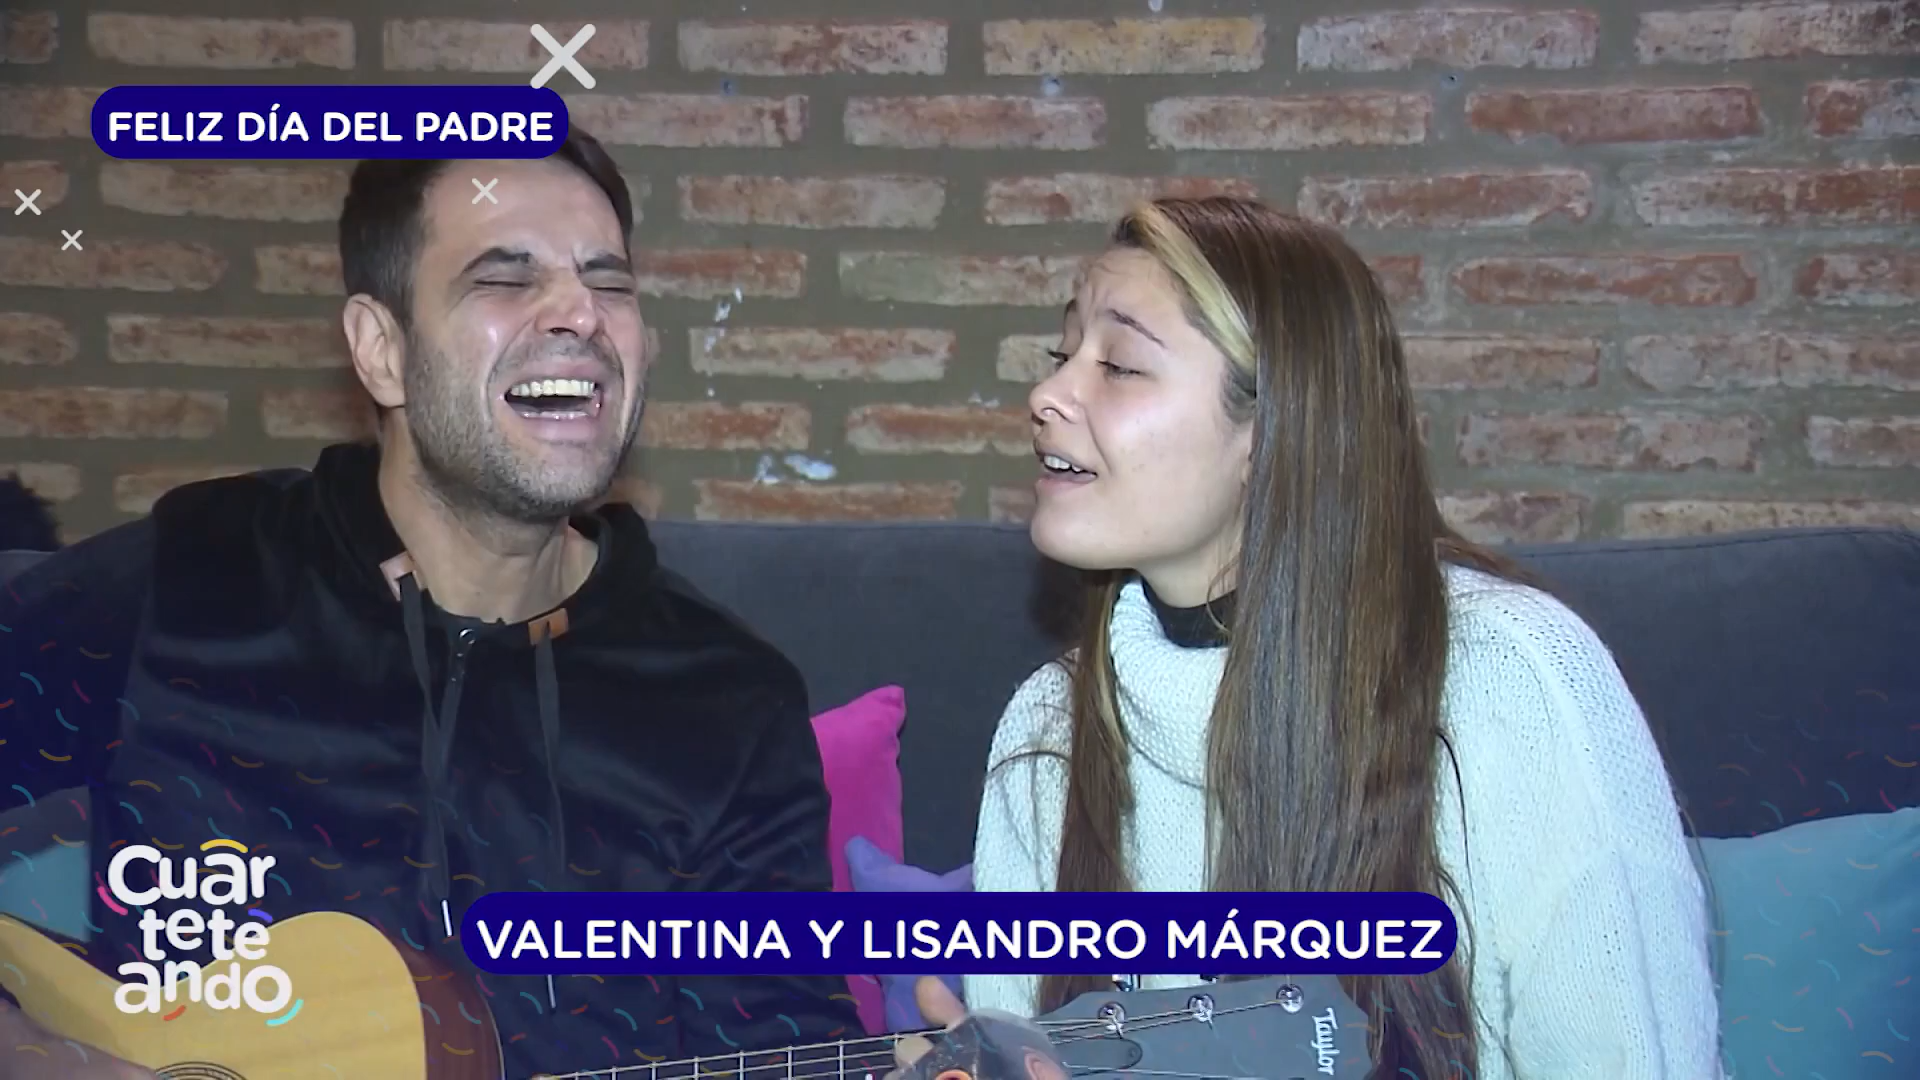 FELIZ DÍA DEL PADRE
Cuar
tete
ando
VALENTINA Y LISANDRO MÁRQUEZ
Taylor